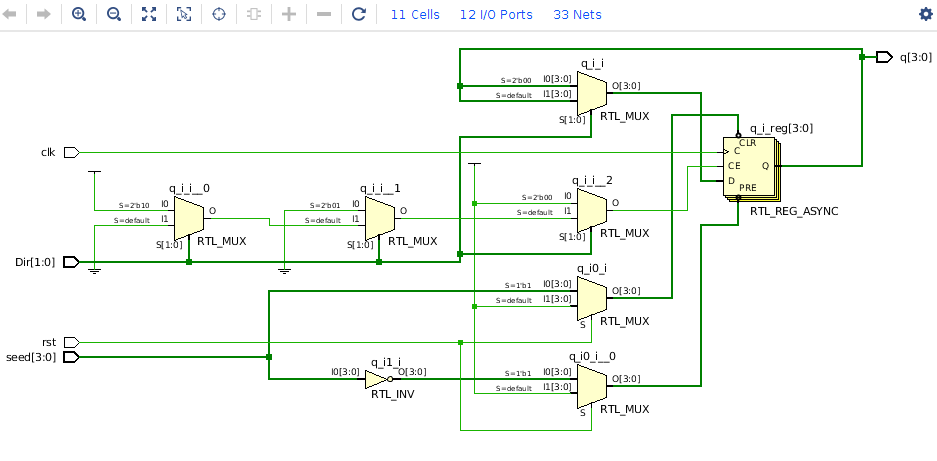 11 Cells 12 I/O Ports 33 Nets
q_i_i
q[3:0]
S=2'b00 I0[3:0]
S=default I1[3:0]
O[3:0]
S[1:0]
RTL_MUX
q_i_reg[3:0]
CLR
C
CE
Q
D
PRE
RTL_REG_ASYNC
clk
q_i_i__0
S=2'b10 I0
S=default I1
O
S[1:0]
RTL_MUX
q_i_i__1
S=2'b01 I0
S=default I1
O
S[1:0]
RTL_MUX
q_i_i__2
S=2'b00 I0
S=default I1
O
S[1:0]
RTL_MUX
Dir[1:0]
q_i0_i
S=1'b1 I0[3:0]
S=default I1[3:0]
O[3:0]
S
RTL_MUX
rst
seed[3:0]
q_i1_i
I0[3:0] O[3:0]
RTL_INV
q_i0_i__0
S=1'b1 I0[3:0]
S=default I1[3:0]
O[3:0]
S
RTL_MUX